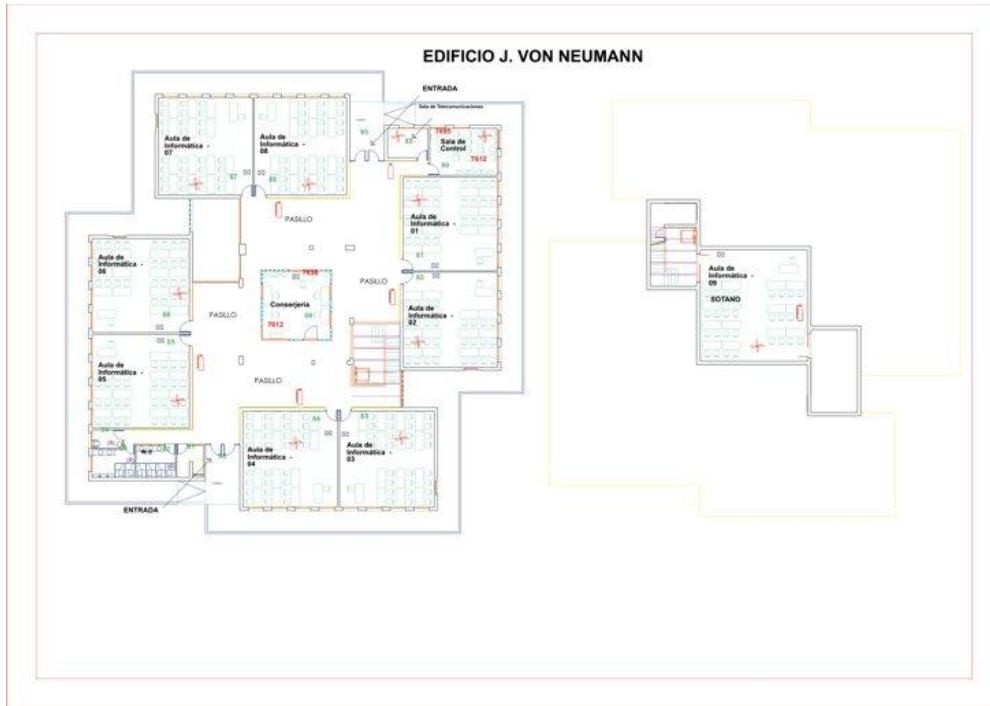 EDIFICIO J. VON NEUMANN
ENTRADA
Sala de Telecomunicaciones
Aula de
Informática -
07
Aula de
Informática -
08
7695
Sala de
Control
7612
PASILLO
Aula de
Informática -
01
Aula de
Informática -
06
PASILLO
Conserjería
7612
Aula de
Informática -
02
PASILLO
Aula de
Informática -
05
PASILLO
Aula de
Informática -
04
Aula de
Informática -
03
ENTRADA
Aula de
Informática -
09
SOTANO